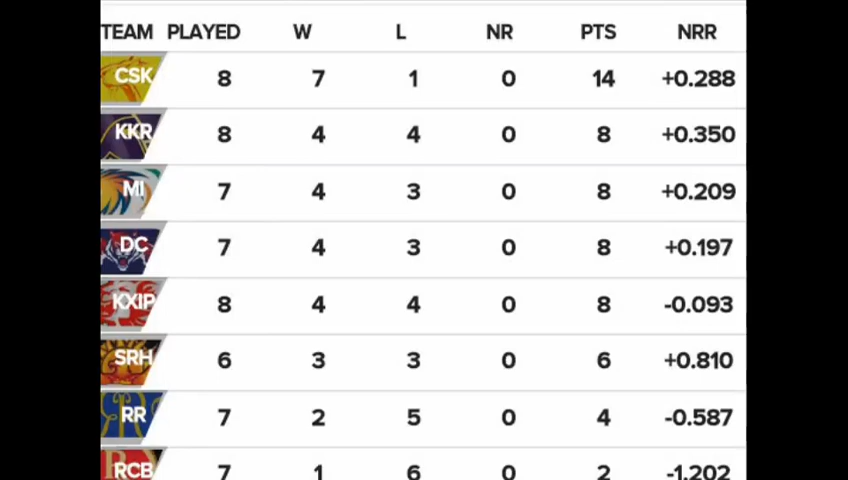 TEAM PLAYED W L NR PTS NRR
CSK 8 7 1 0 14 +0.288
KKR 8 4 4 0 8 +0.350
MI 7 4 3 0 8 +0.209
DC 7 4 3 0 8 +0.197
KXIP 8 4 4 0 8 -0.093
SRH 6 3 3 0 6 +0.810
RR 7 2 5 0 4 -0.587
RCB 7 1 6 0 2 -1.202